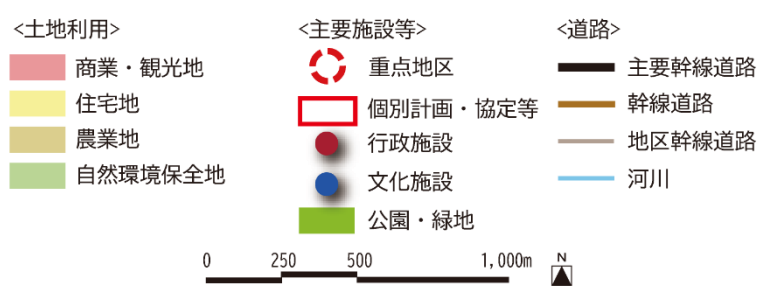 <土地利用>
商業・観光地
住宅地
農業地
自然環境保全地
<主要施設等>
重点地区
個別計画・協定等
行政施設
文化施設
公園・緑地
<道路>
主要幹線道路
幹線道路
地区幹線道路
河川
0 250 500 1,000m
N